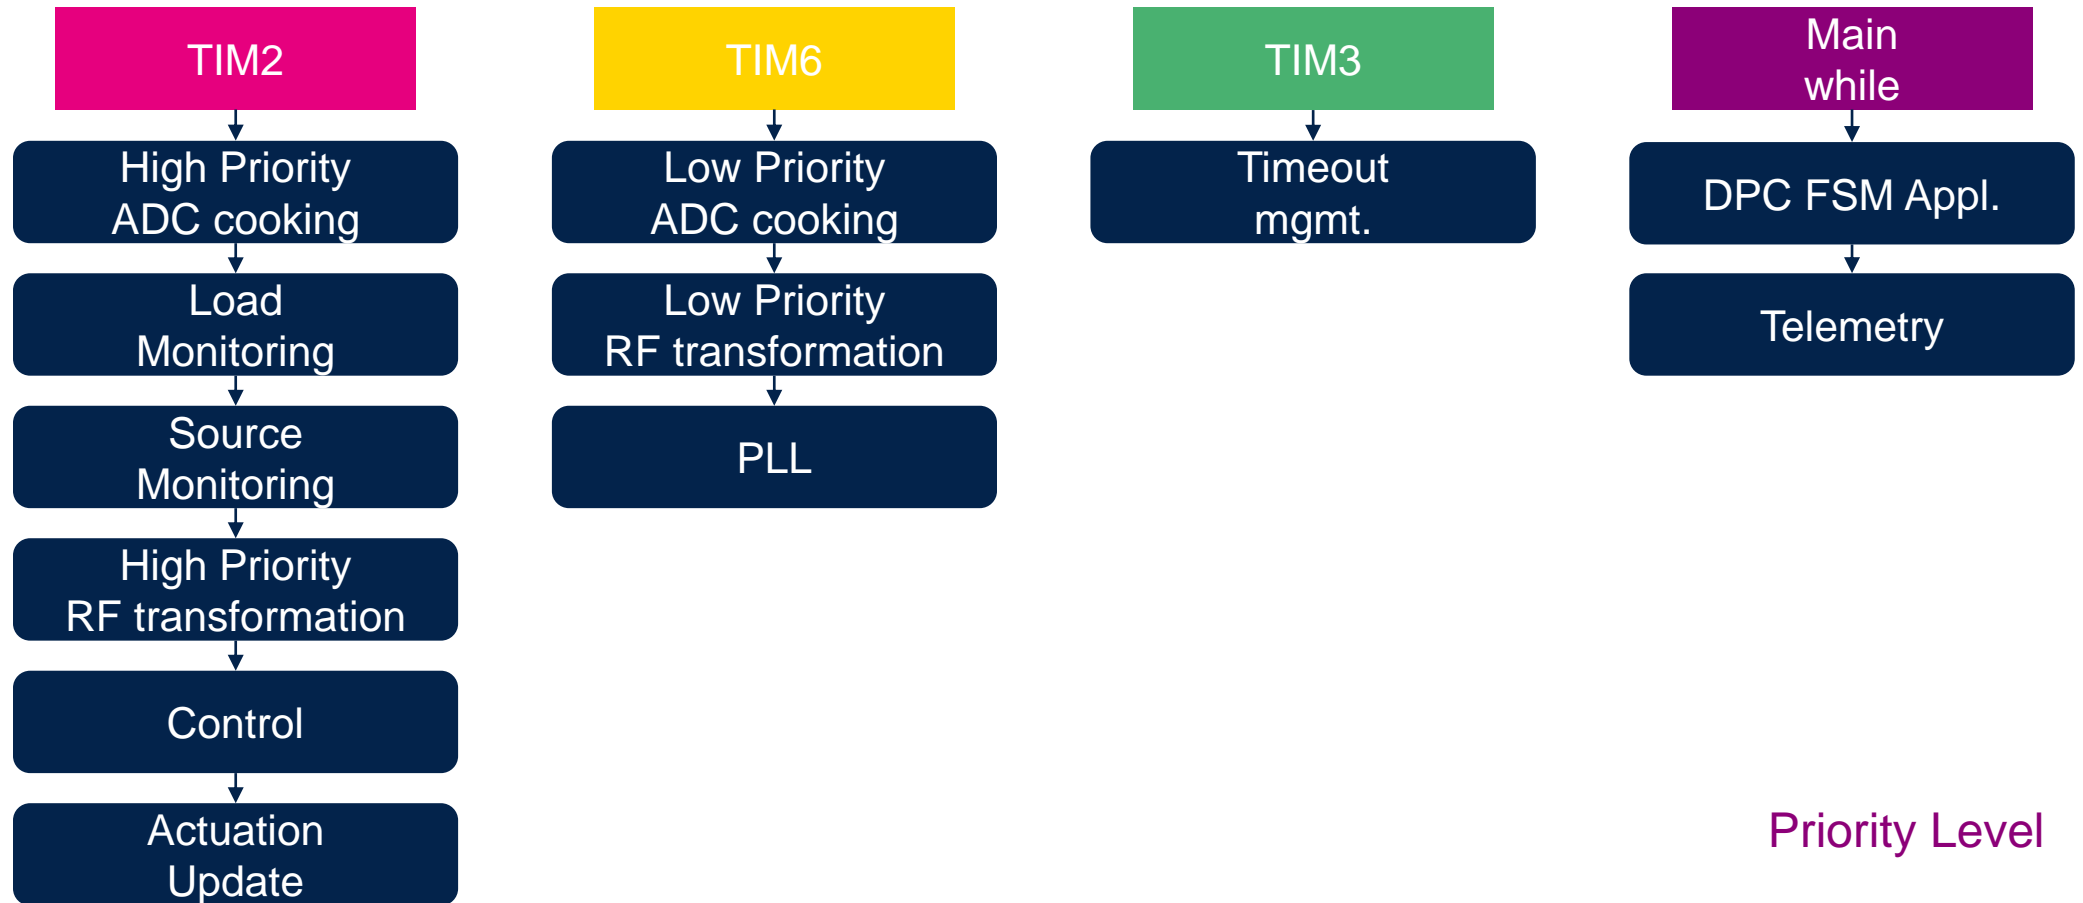 TIM2
High Priority
ADC cooking
Load
Monitoring
Source
Monitoring
High Priority
RF transformation
Control
Actuation
Update
TIM6
Low Priority
ADC cooking
Low Priority
RF transformation
PLL
TIM3
Timeout
mgmt.
Main
while
DPC FSM Appl.
Telemetry
Priority Level